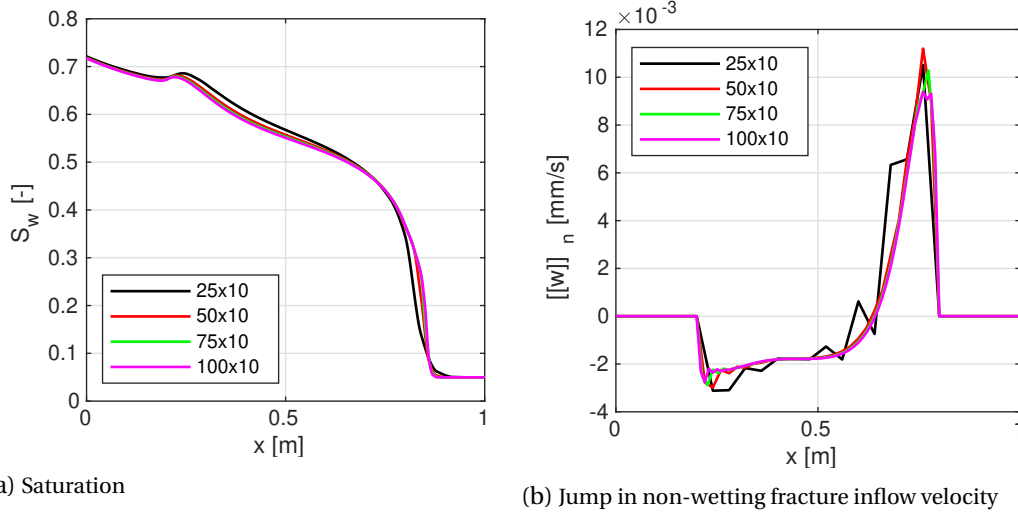 0.8
0.7
0.6
0.5
0.4
0.3
0.2
0.1
0
S_w [-]
25x10
50x10
75x10
100x10
0
0.5
1
x [m]
a) Saturation
×10^-3
12
10
8
6
4
2
0
-2
-4
[[w]]_n [mm/s]
25x10
50x10
75x10
100x10
0
0.5
1
x [m]
(b) Jump in non-wetting fracture inflow velocity